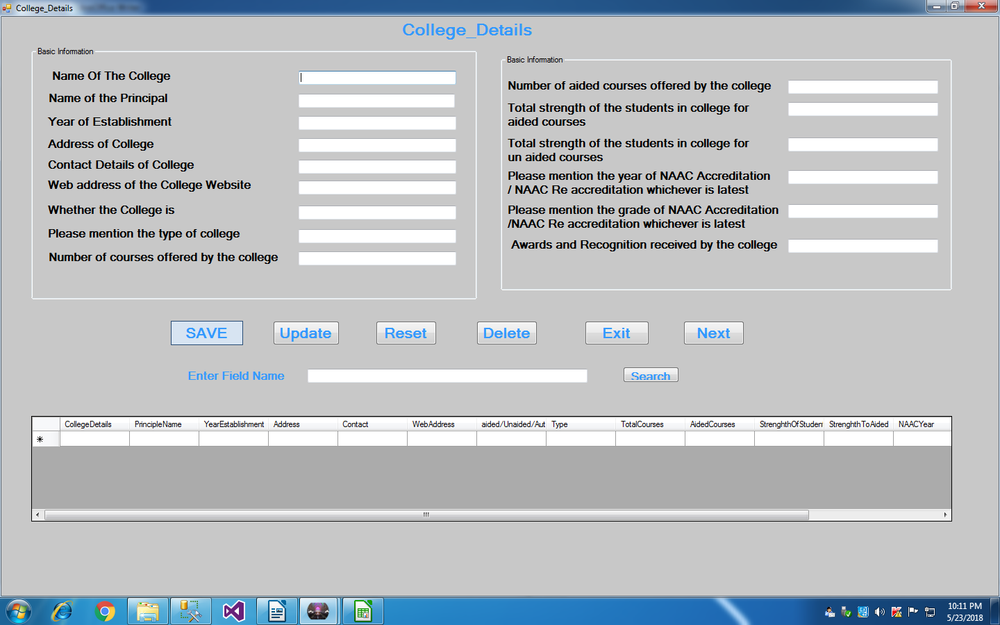 College_Details
College_Details
Basic Information
Name Of The College
Name of the Principal
Year of Establishment
Address of College
Contact Details of College
Web address of the College Website
Whether the College is
Please mention the type of college
Number of courses offered by the college
Basic Information
Number of aided courses offered by the college
Total strength of the students in college for
aided courses
Total strength of the students in college for
un aided courses
Please mention the year of NAAC Accreditation
/ NAAC Re accreditation whichever is latest
Please mention the grade of NAAC Accreditation
/NAAC Re accreditation whichever is latest
Awards and Recognition received by the college
SAVE Update Reset Delete Exit Next
Enter Field Name Search
CollegeDetails PrincipleName YearEstablishment Address Contact WebAddress aided/Unaided/Aut Type TotalCourses AidedCourses StrenghthOfStudent StrenghthToAided NAACYear
10:11 PM
5/23/2018